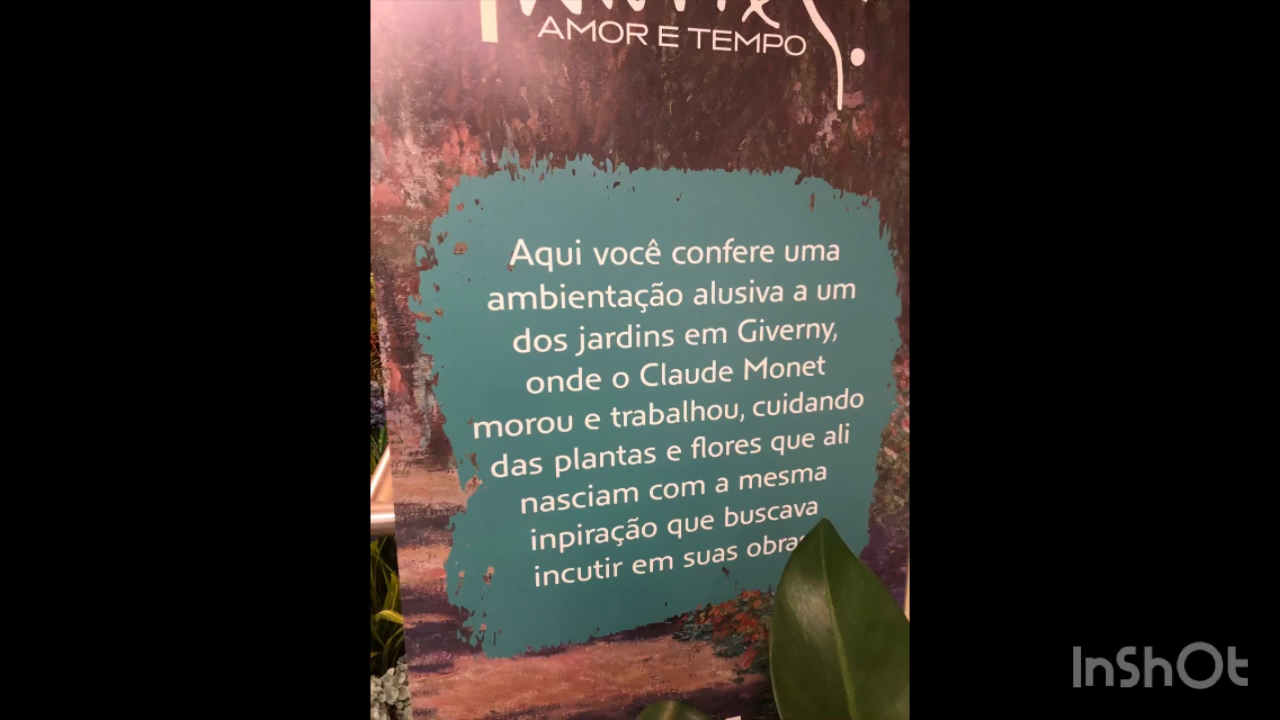 AMOR E TEMPO
Aqui você confere uma
ambientação alusiva a um
dos jardins em Giverny,
onde o Claude Monet
morou e trabalhou, cuidando
das plantas e flores que ali
nasciam com a mesma
inpiração que buscava
incutir em suas obras
InShOt